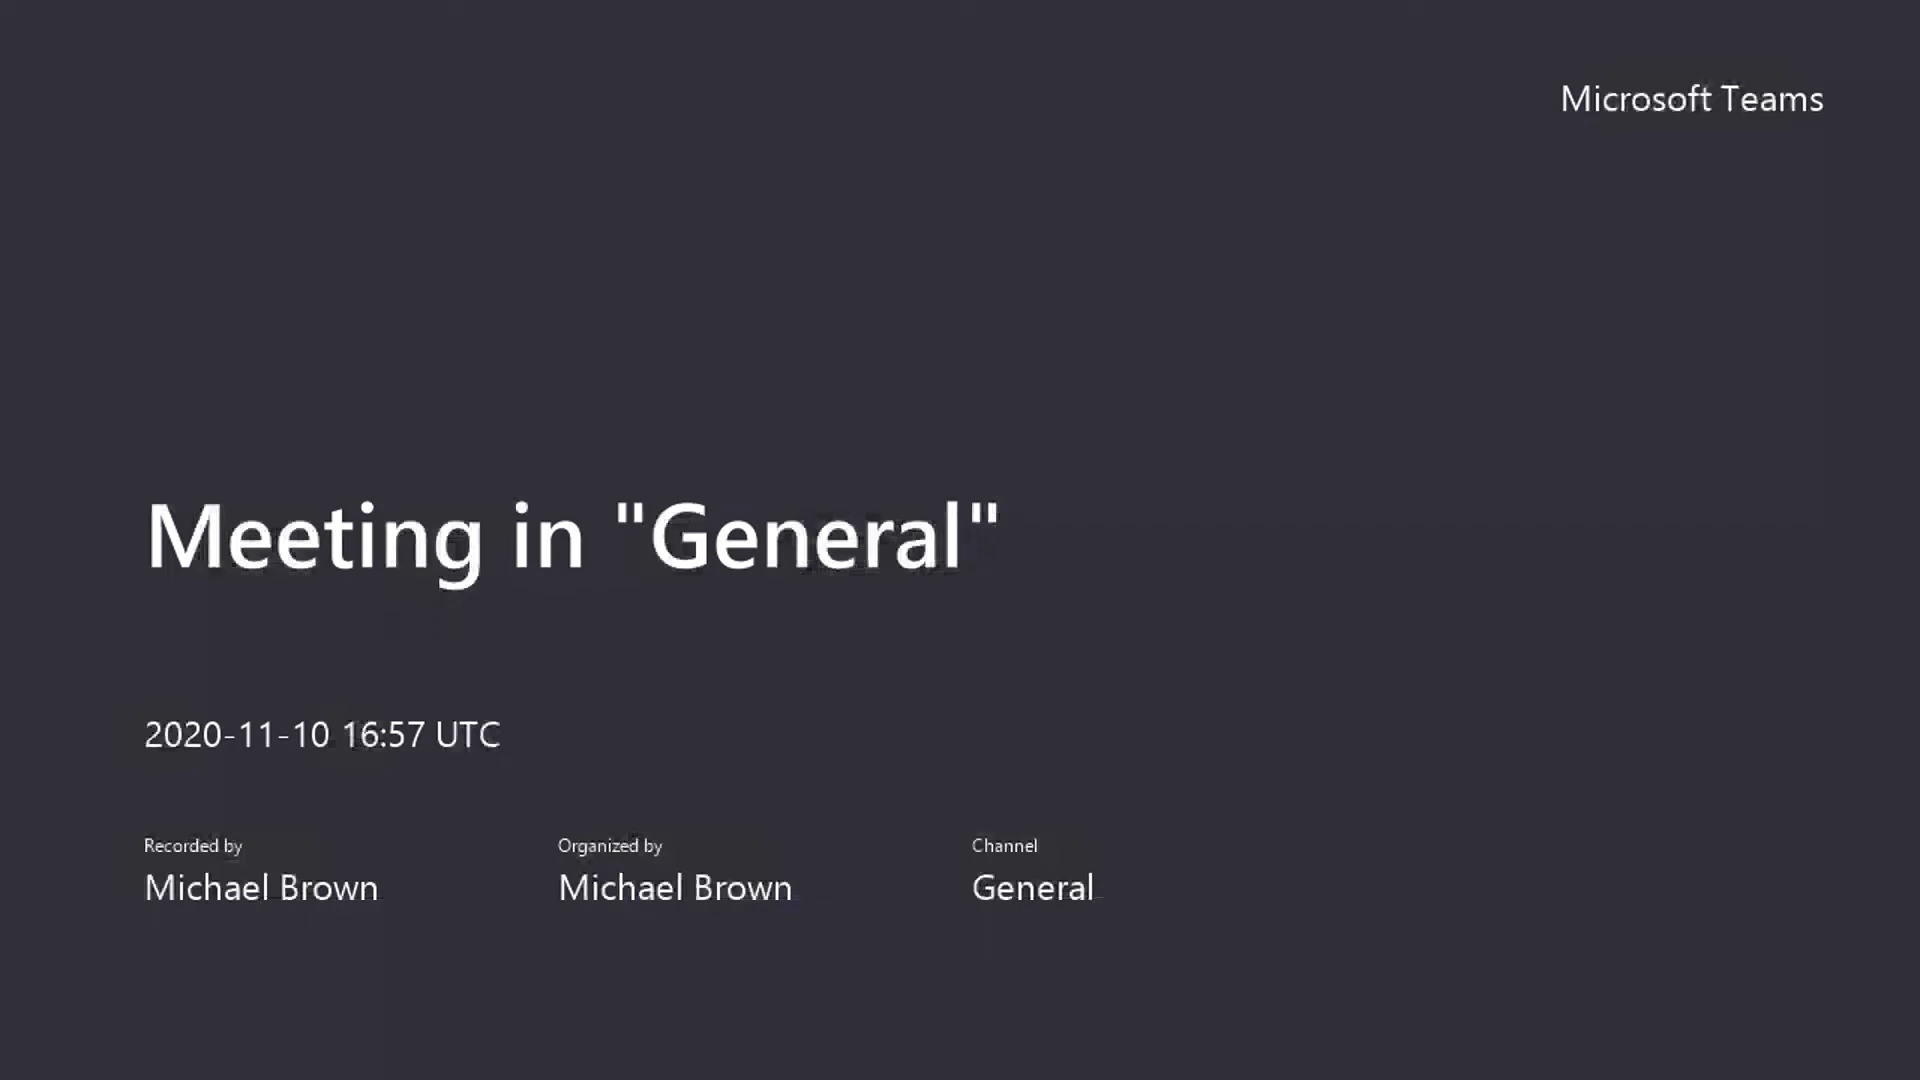 Microsoft Teams
Meeting in "General"
2020-11-10 16:57 UTC
Recorded by
Michael Brown
Organized by
Michael Brown
Channel
General